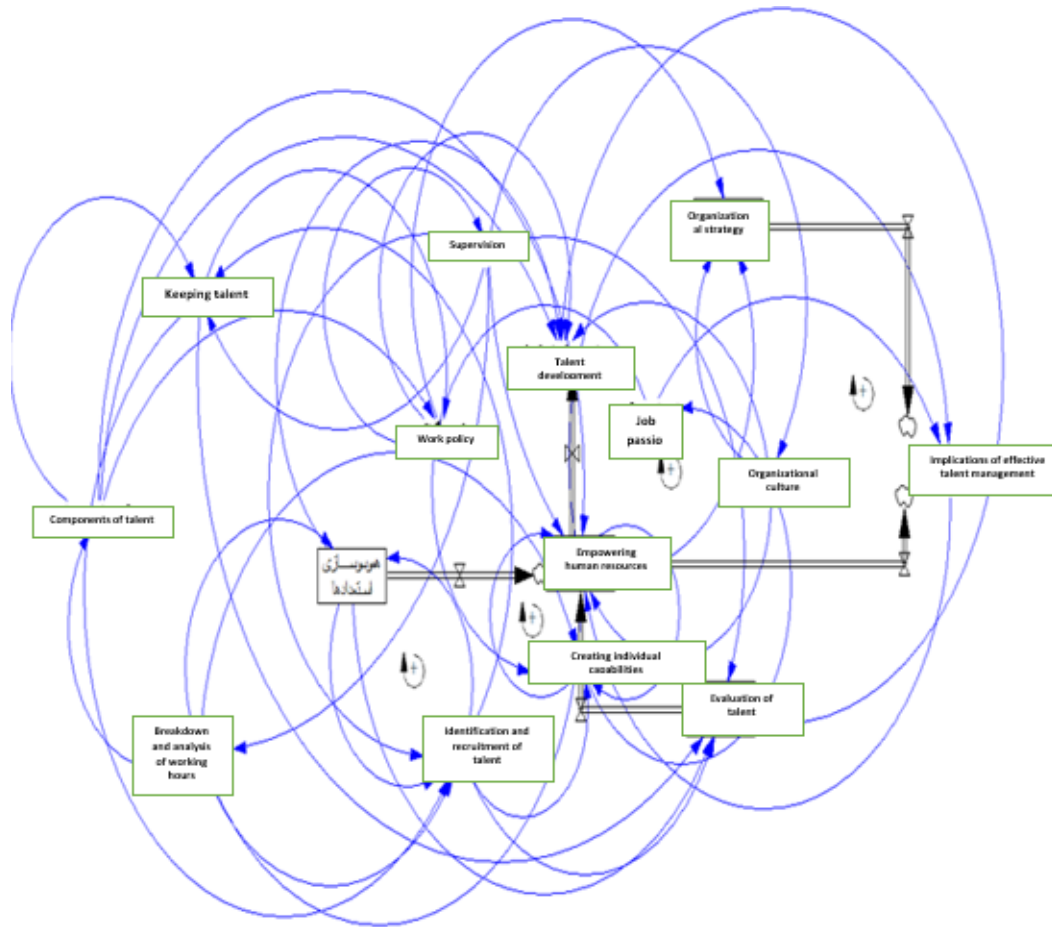 Organization
al strategy
Supervision
Keeping talent
Talent
development
Job
passio
Work policy
Organizational
culture
Implications of effective
talent management
Components of talent
Empowering
human resources
استعدادها
Creating individual
capabilities
Evaluation of
talent
Breakdown
and analysis
of working
hours
Identification and
recruitment of
talent